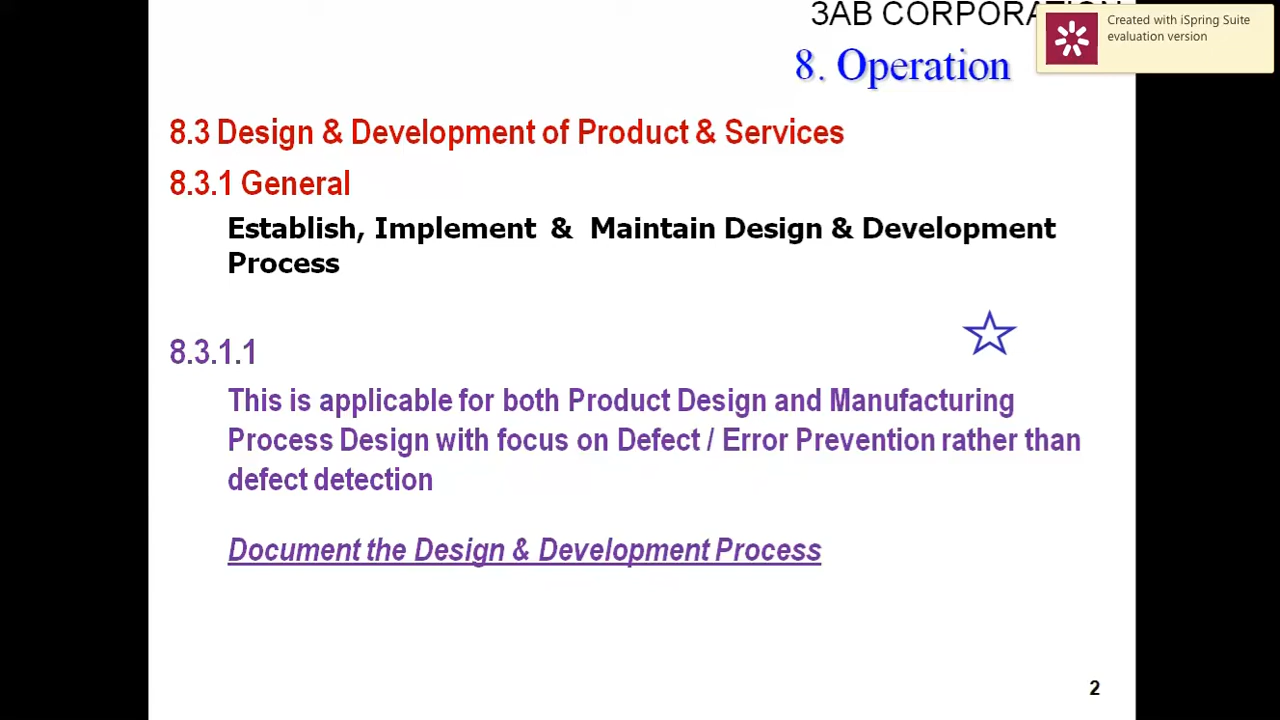 3AB CORPORATION
Created with iSpring Suite
evaluation version
8. Operation
8.3 Design & Development of Product & Services
8.3.1 General
Establish, Implement & Maintain Design & Development
Process
8.3.1.1
This is applicable for both Product Design and Manufacturing
Process Design with focus on Defect / Error Prevention rather than
defect detection
Document the Design & Development Process
2